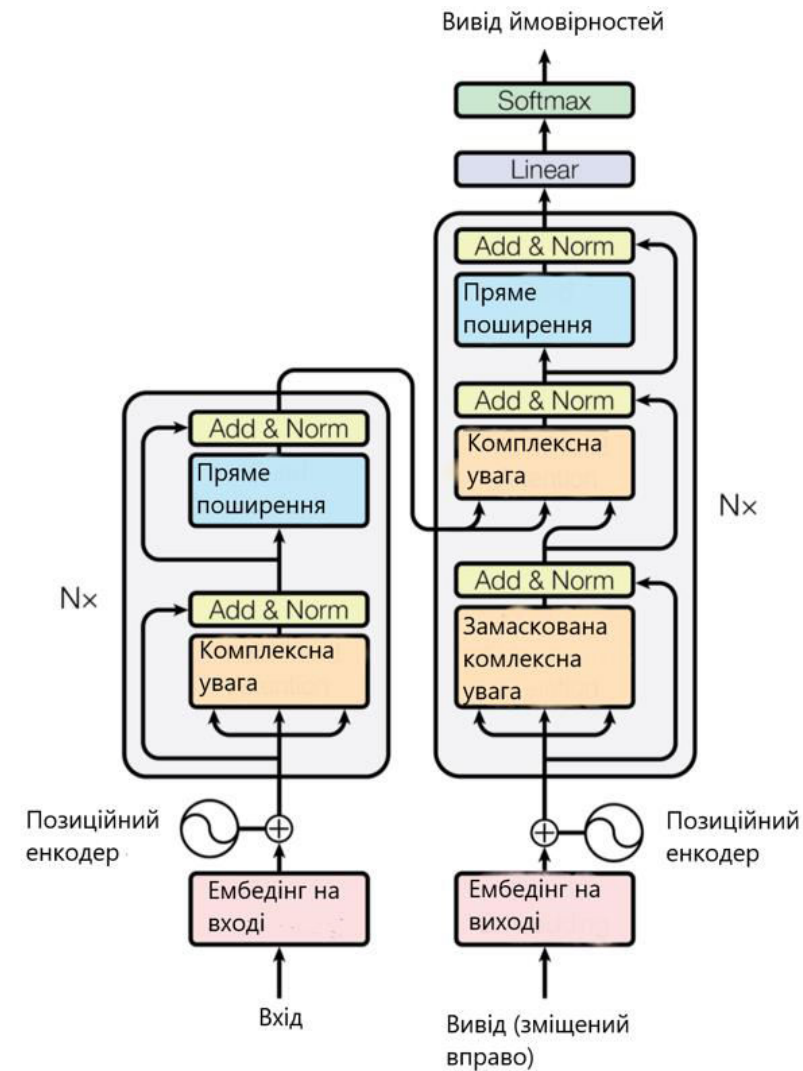 Вивід ймовірностей
Softmax
Linear
Add & Norm
Пряме
поширення
Add & Norm
Комплексна
увага
Nx
Add & Norm
Замаскована
комлексна
увага
Add & Norm
Пряме
поширення
Nx
Add & Norm
Комплексна
увага
Позиційний
енкодер
Позиційний
енкодер
Ембедінг на
вході
Ембедінг на
виході
Вхід
Вивід (зміщений
вправо)